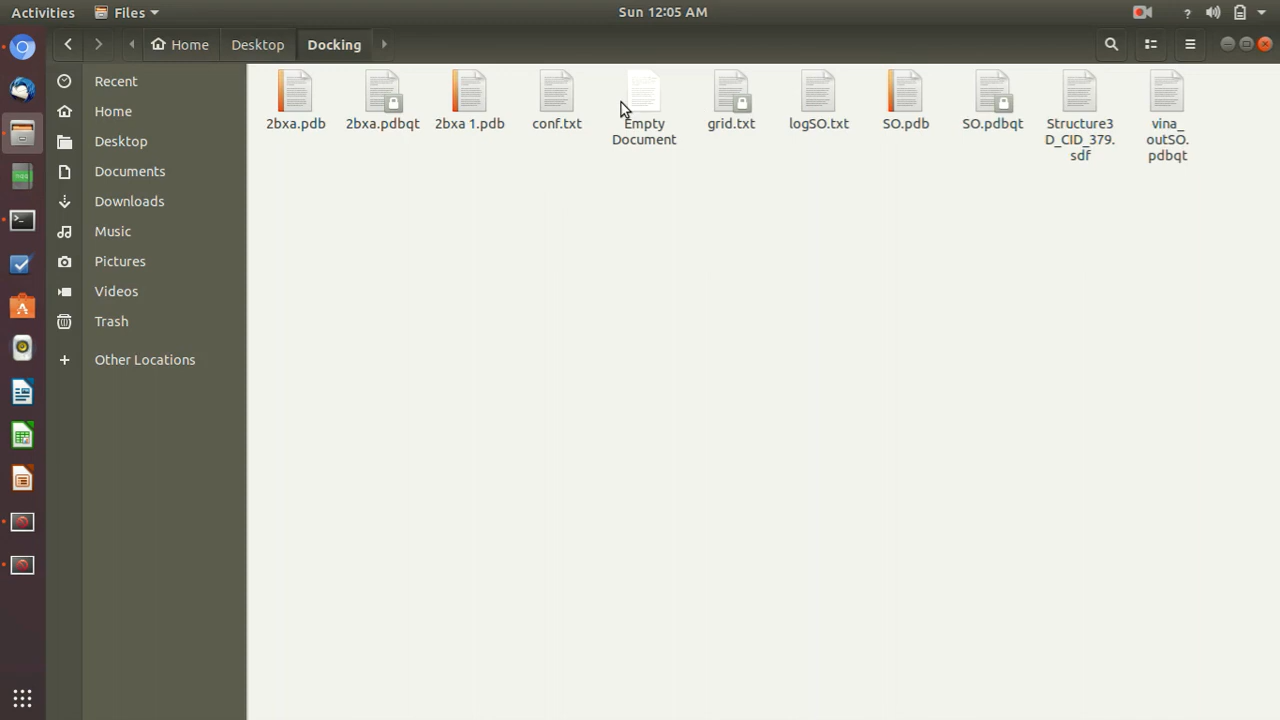 Activities Files Sun 12:05 AM ?
Home Desktop Docking
Recent
Home
Desktop
Documents
Downloads
Music
Pictures
Videos
Trash
Other Locations
2bxa.pdb
2bxa.pdbqt
2bxa 1.pdb
conf.txt
Empty
Document
grid.txt
logSO.txt
SO.pdb
SO.pdbqt
Structure3
D_CID_379.
sdf
vina_
outSO.
pdbqt